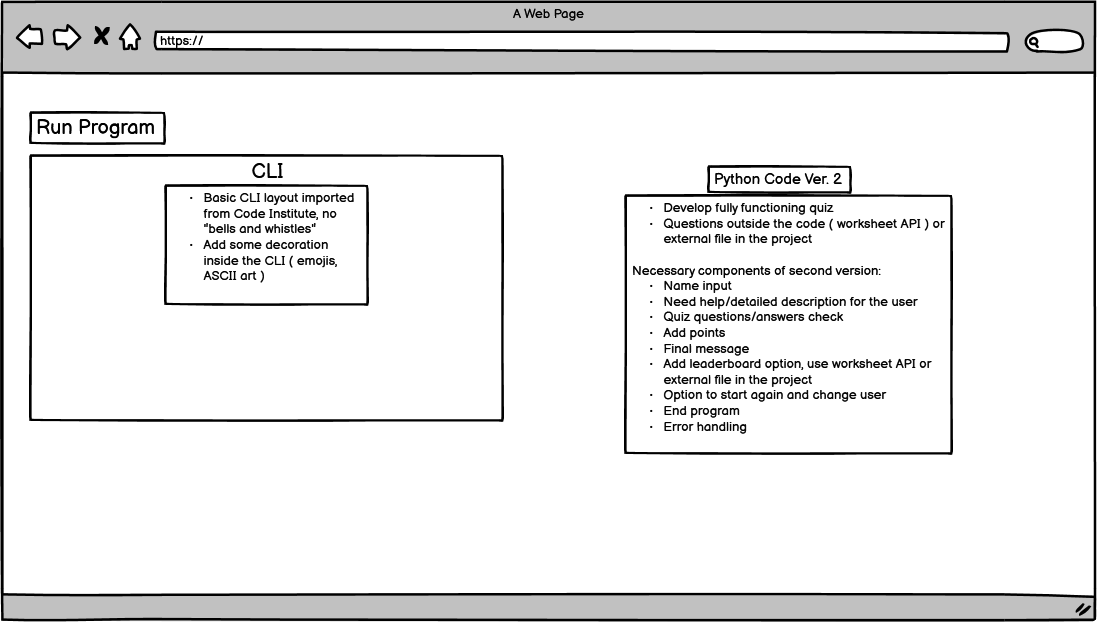 A Web Page
https://
Run Program
CLI
· Basic CLI layout imported
from Code Institute, no
"bells and whistles"
· Add some decoration
inside the CLI ( emojis,
ASCII art )
Python Code Ver. 2
· Develop fully functioning quiz
· Questions outside the code ( worksheet API ) or
external file in the project
Necessary components of second version:
· Name input
· Need help/detailed description for the user
· Quiz questions/answers check
· Add points
· Final message
· Add leaderboard option, use worksheet API or
external file in the project
· Option to start again and change user
· End program
· Error handling